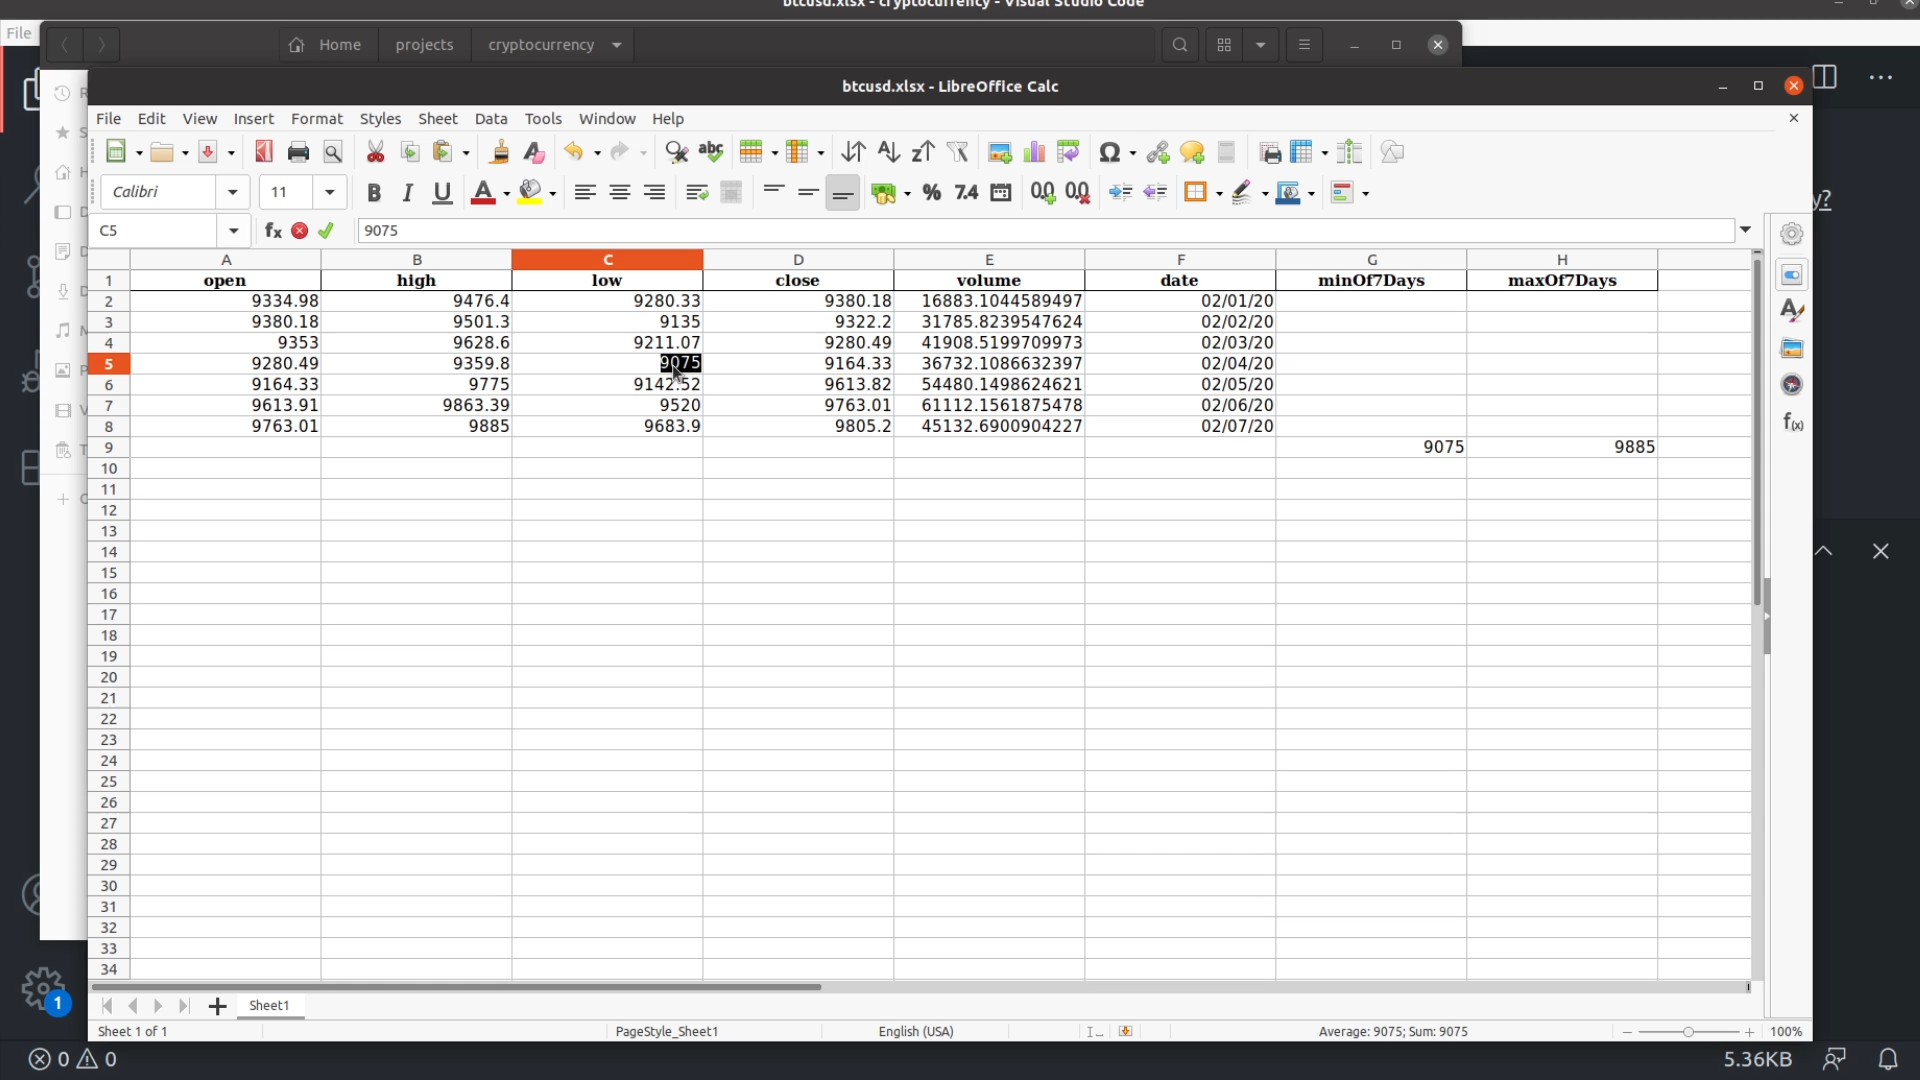 btcusd.xlsx - cryptocurrency - Visual Studio Code
File
Home projects cryptocurrency
btcusd.xlsx - LibreOffice Calc
File Edit View Insert Format Styles Sheet Data Tools Window Help
Calibri 11
C5 9075
A B C D E F G H
1 open high low close volume date minOf7Days maxOf7Days
2 9334.98 9476.4 9280.33 9380.18 16883.1044589497 02/01/20
3 9380.18 9501.3 9135 9322.2 31785.8239547624 02/02/20
4 9353 9628.6 9211.07 9280.49 41908.5199709973 02/03/20
5 9280.49 9359.8 9075 9164.33 36732.1086632397 02/04/20
6 9164.33 9775 9142.52 9613.82 54480.1498624621 02/05/20
7 9613.91 9863.39 9520 9763.01 61112.1561875478 02/06/20
8 9763.01 9885 9683.9 9805.2 45132.6900904227 02/07/20
9 9075 9885
10
11
12
13
14
15
16
17
18
19
20
21
22
23
24
25
26
27
28
29
30
31
32
33
34
Sheet1
Sheet 1 of 1 PageStyle_Sheet1 English (USA) Average: 9075; Sum: 9075 100%
1
0 0 5.36KB